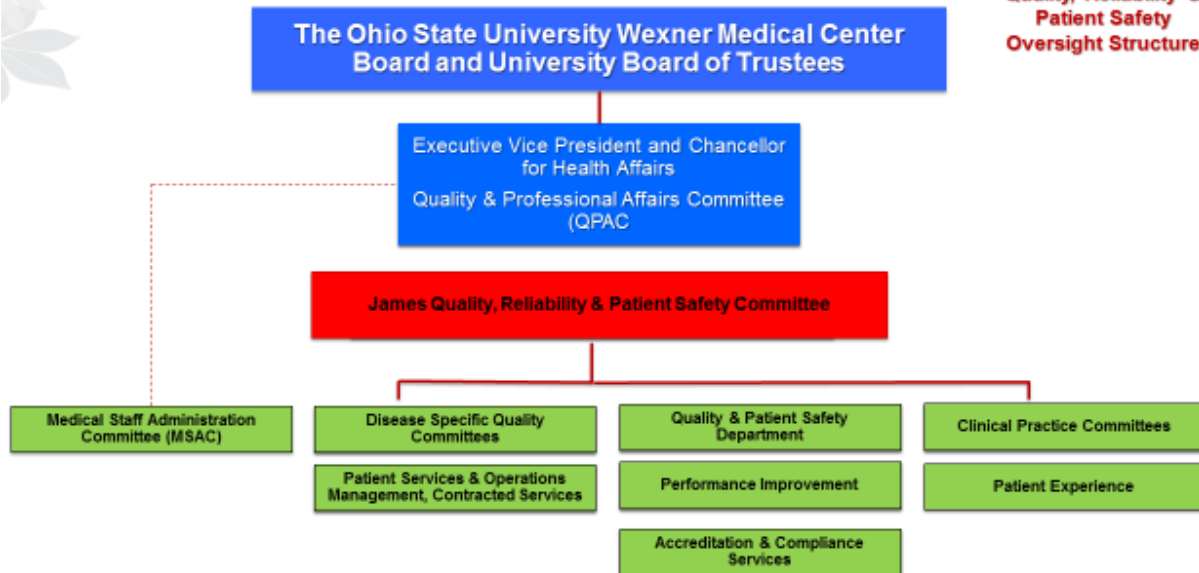 Patient Safety
Oversight Structure
The Ohio State University Wexner Medical Center
Board and University Board of Trustees
Executive Vice President and Chancellor
for Health Affairs
Quality & Professional Affairs Committee
(QPAC
James Quality, Reliability & Patient Safety Committee
Medical Staff Administration
Committee (MSAC)
Disease Specific Quality
Committees
Quality & Patient Safety
Department
Clinical Practice Committees
Patient Services & Operations
Management, Contracted Services
Performance Improvement
Patient Experience
Accreditation & Compliance
Services